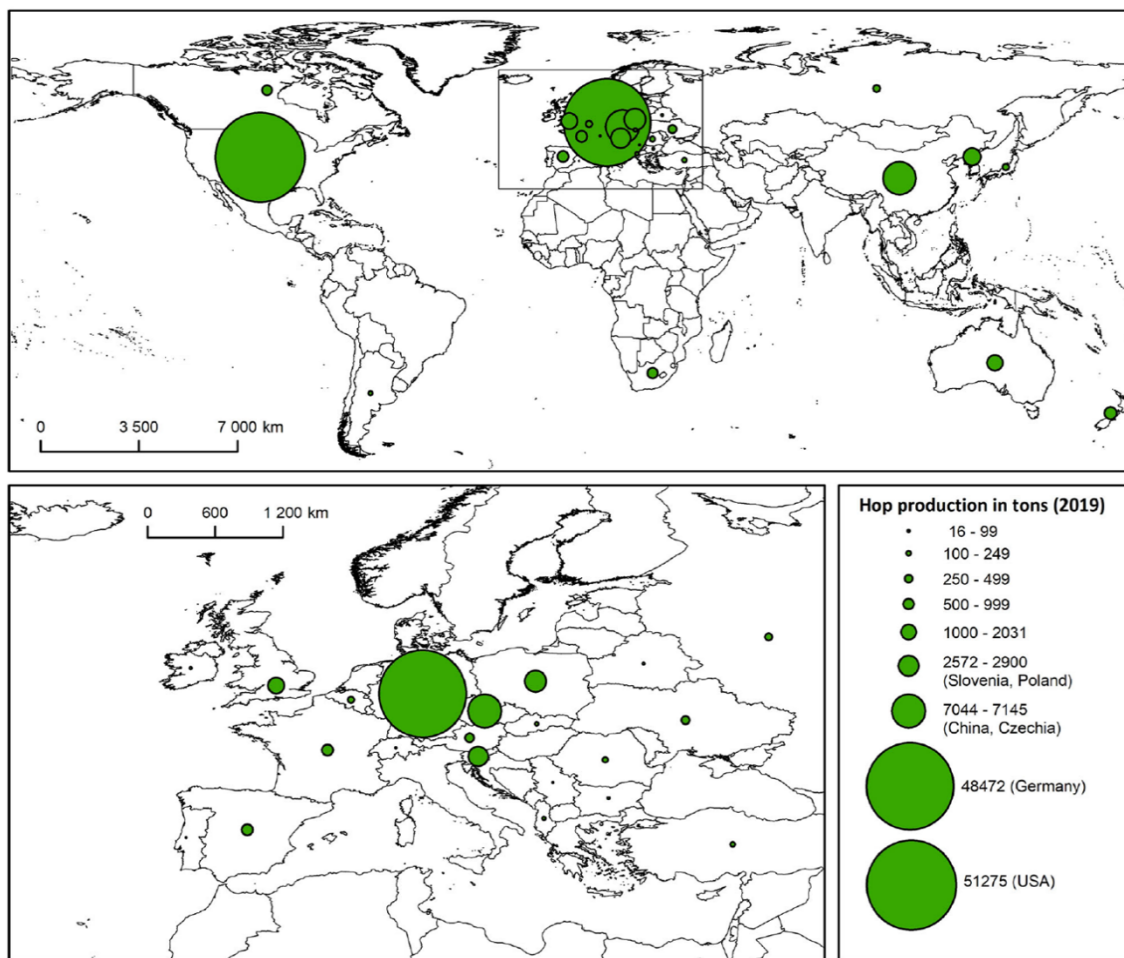 0 3 500 7 000 km
0 600 1 200 km
Hop production in tons (2019)
16 - 99
100 - 249
250 - 499
500 - 999
1000 - 2031
2572 - 2900
(Slovenia, Poland)
7044 - 7145
(China, Czechia)
48472 (Germany)
51275 (USA)